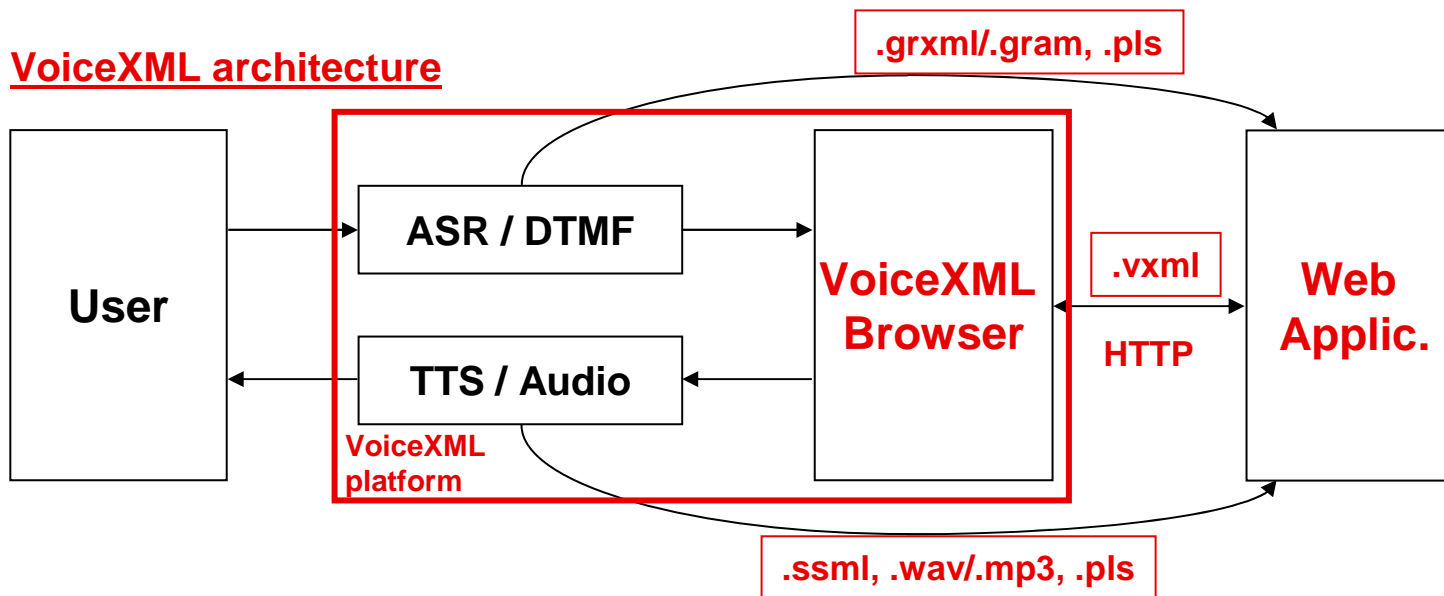 .grxml/.gram, .pls
VoiceXML architecture
User
ASR / DTMF
TTS / Audio
VoiceXML
platform
VoiceXML
Browser
.vxml
HTTP
Web
Applic.
.ssml, .wav/.mp3, .pls